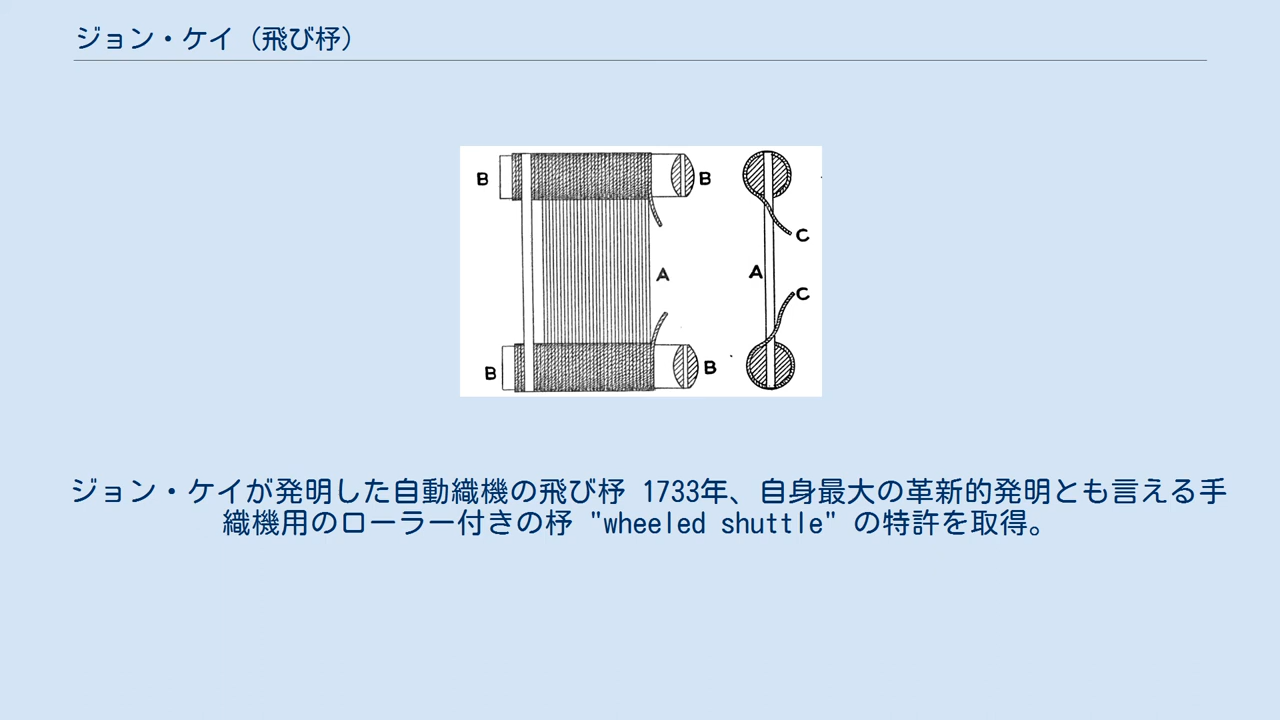 ジョン・ケイ（飛び杼）
B
B
C
A
A
C
B
B
ジョン・ケイが発明した自動織機の飛び杼 1733年、自身最大の革新的発明とも言える手
織機用のローラー付きの杼 "wheeled shuttle" の特許を取得。